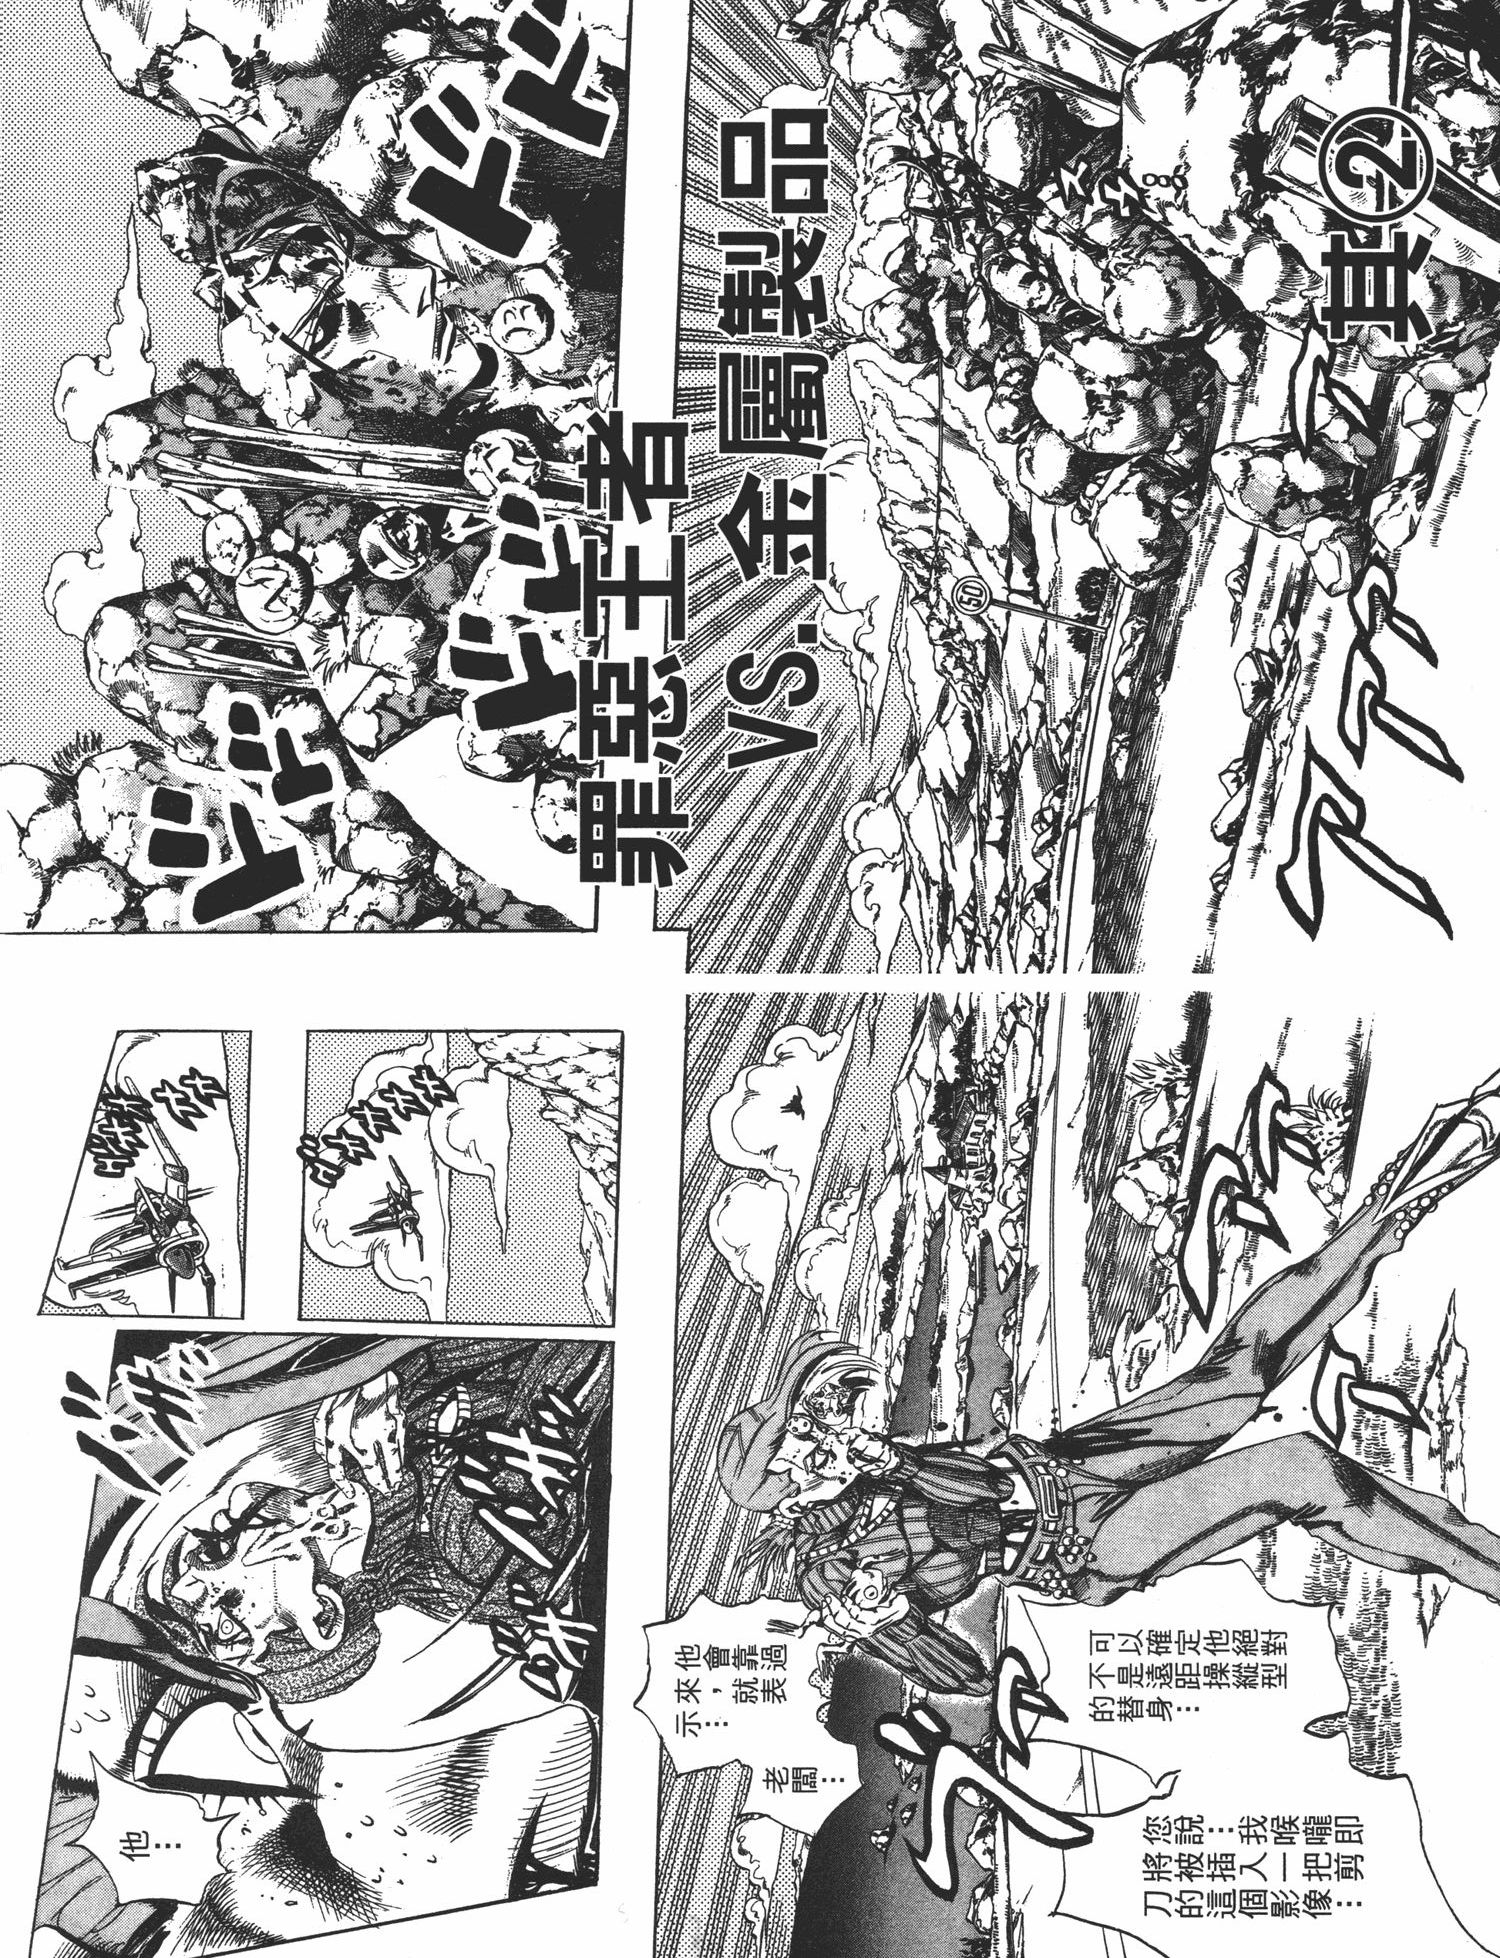 罪惡王者
VS.金屬製品
其②
ドド
ドド
ドド
他…
他會靠過
來，就表
示…
可以確定他絕對
不是遠距操縱型
的替身…
老闆…
您說…我喉嚨即
將被插入一把剪
刀的這個影像…